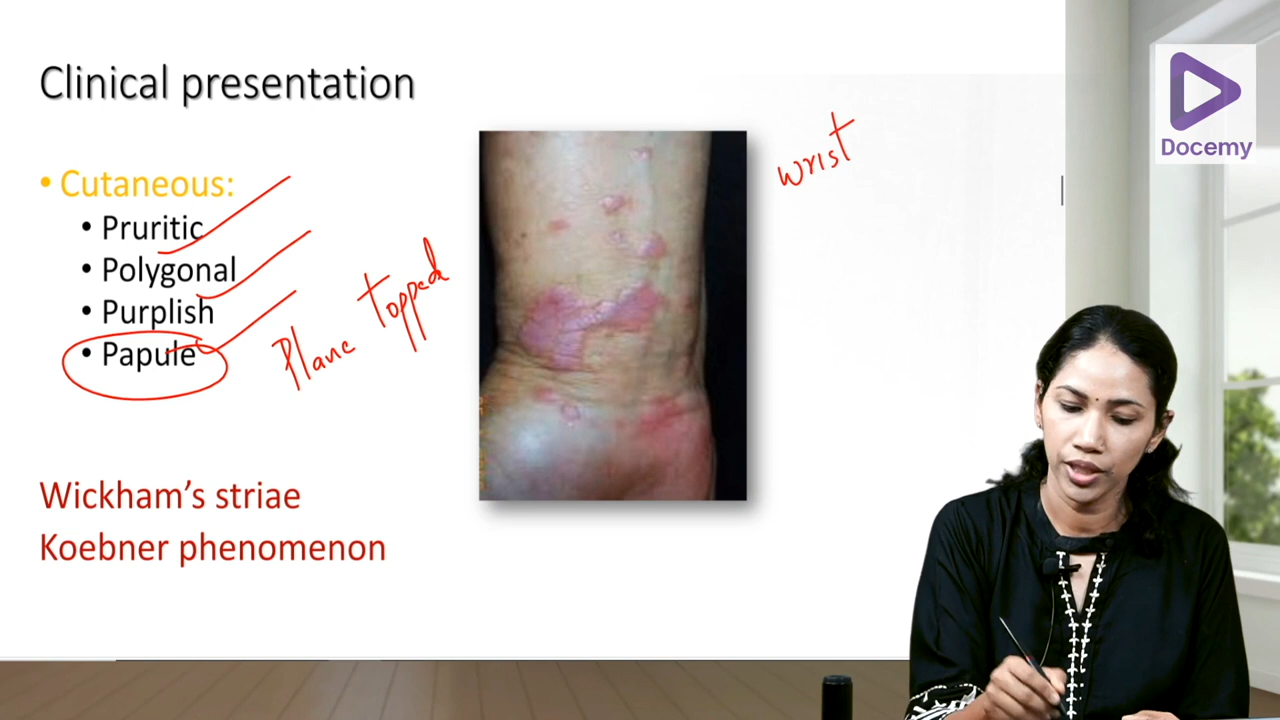 Clinical presentation
Docemy
wrist
• Cutaneous:
• Pruritic
• Polygonal
• Purplish
• Papule
Plane topped
Wickham’s striae
Koebner phenomenon